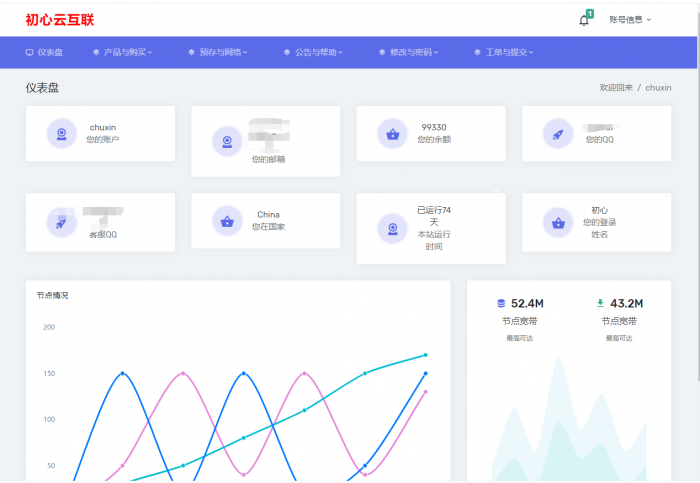 初心云互联
1
账号信息
仪表盘
产品与购买
预存与网络
公告与帮助
修改与密码
工单与提交
仪表盘
欢迎回来 / chuxin
chuxin
您的账户
您的邮箱
99330
您的余额
您的QQ
客服QQ
China
您在国家
已运行74
天
本站运行
时间
初心
您的登录
姓名
节点情况
200
150
100
50
52.4M
节点宽带
最高可达
43.2M
节点宽带
最高可达